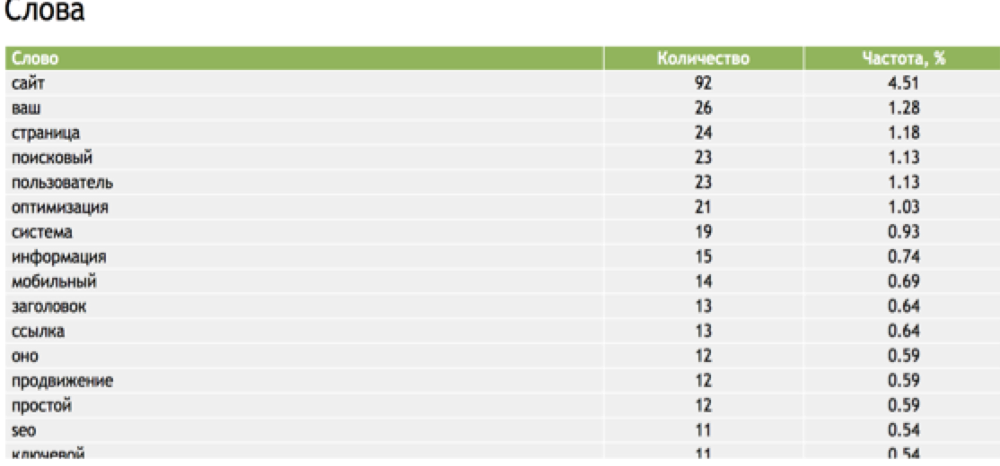 Слова
Слово Количество Частота, %
сайт 92 4.51
ваш 26 1.28
страница 24 1.18
поисковый 23 1.13
пользователь 23 1.13
оптимизация 21 1.03
система 19 0.93
информация 15 0.74
мобильный 14 0.69
заголовок 13 0.64
ссылка 13 0.64
оно 12 0.59
продвижение 12 0.59
простой 12 0.59
seo 11 0.54
ключевой 11 0.54